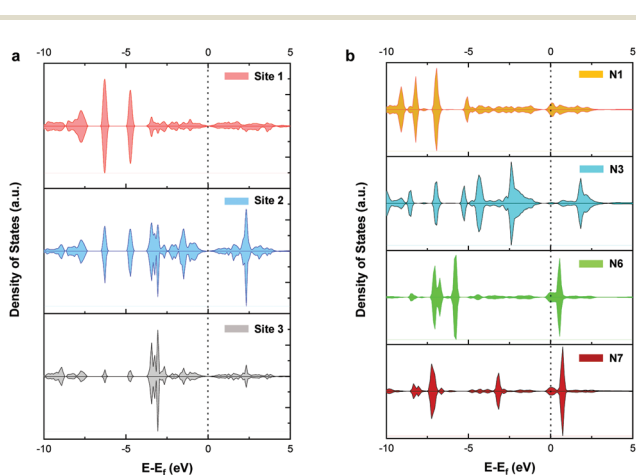 a
-10 -5 0 5
Site 1
Site 2
Site 3
Density of States (a.u.)
-10 -5 0 5
E-Ef (eV)
b
-10 -5 0 5
N1
N3
N6
N7
Density of States (a.u.)
-10 -5 0 5
E-Ef (eV)